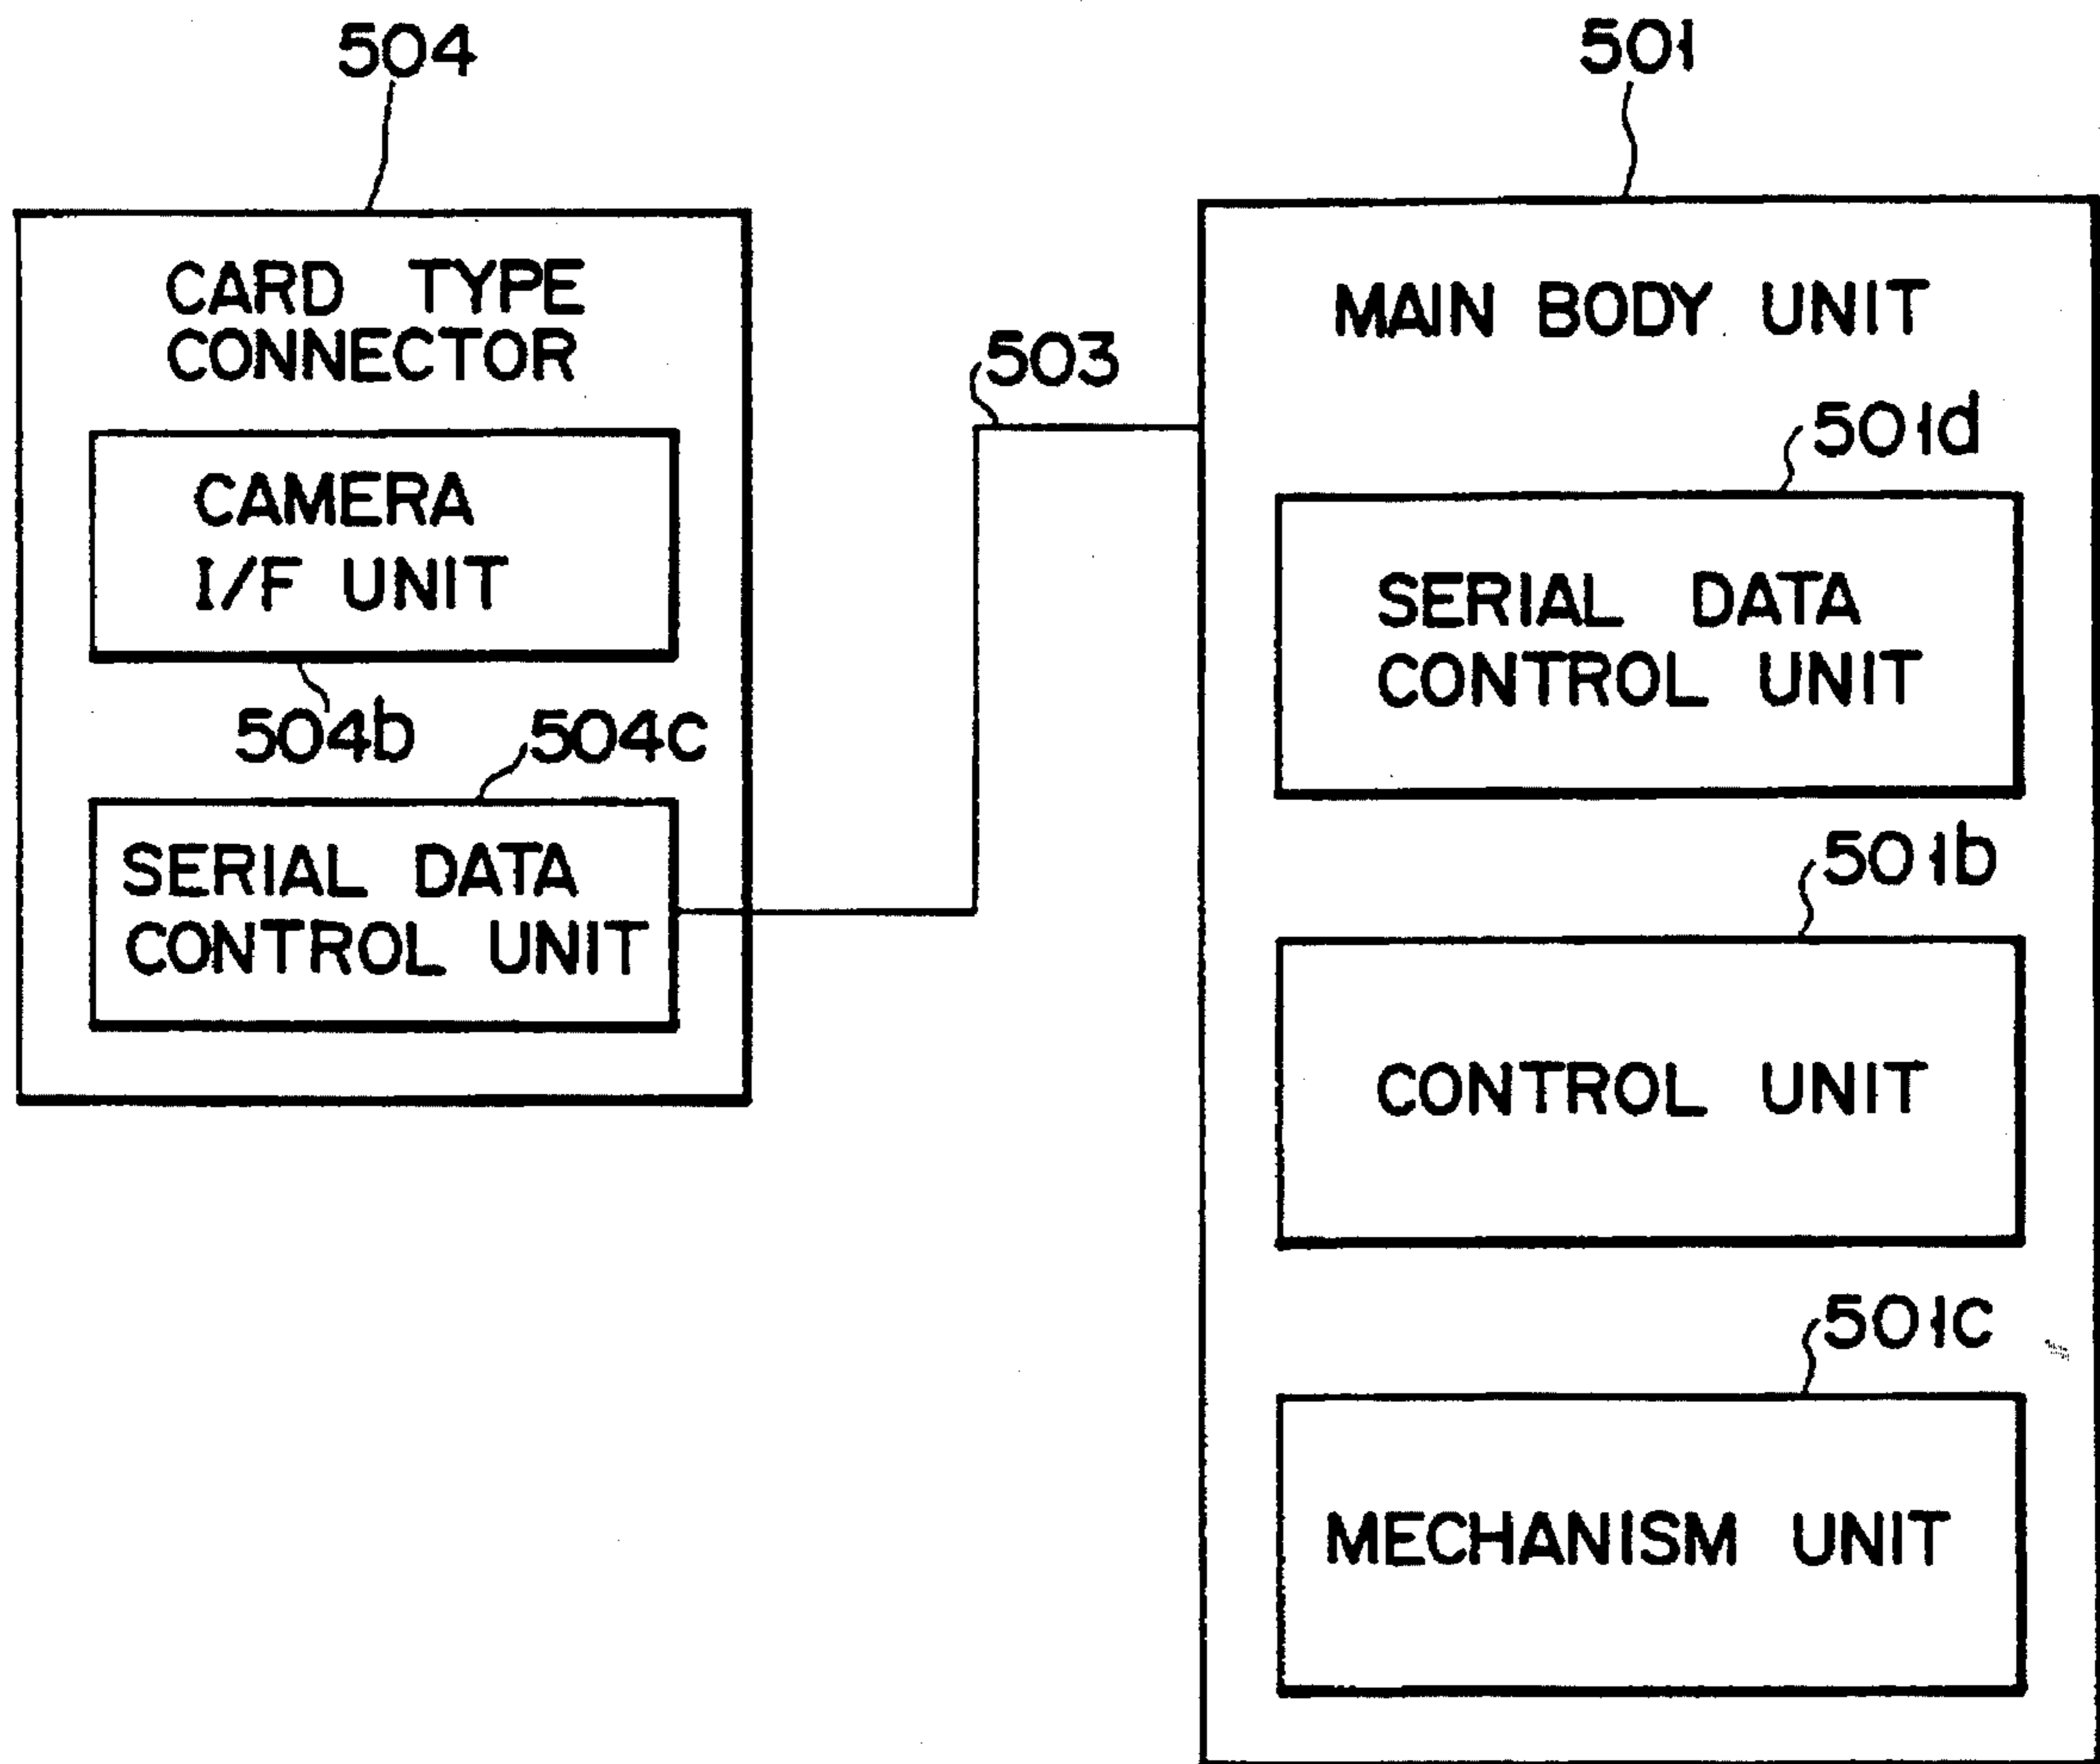 504
CARD TYPE
CONNECTOR
CAMERA
I/F UNIT
504b
504c
SERIAL DATA
CONTROL UNIT
503
501
MAIN BODY UNIT
501d
SERIAL DATA
CONTROL UNIT
501b
CONTROL UNIT
501c
MECHANISM UNIT